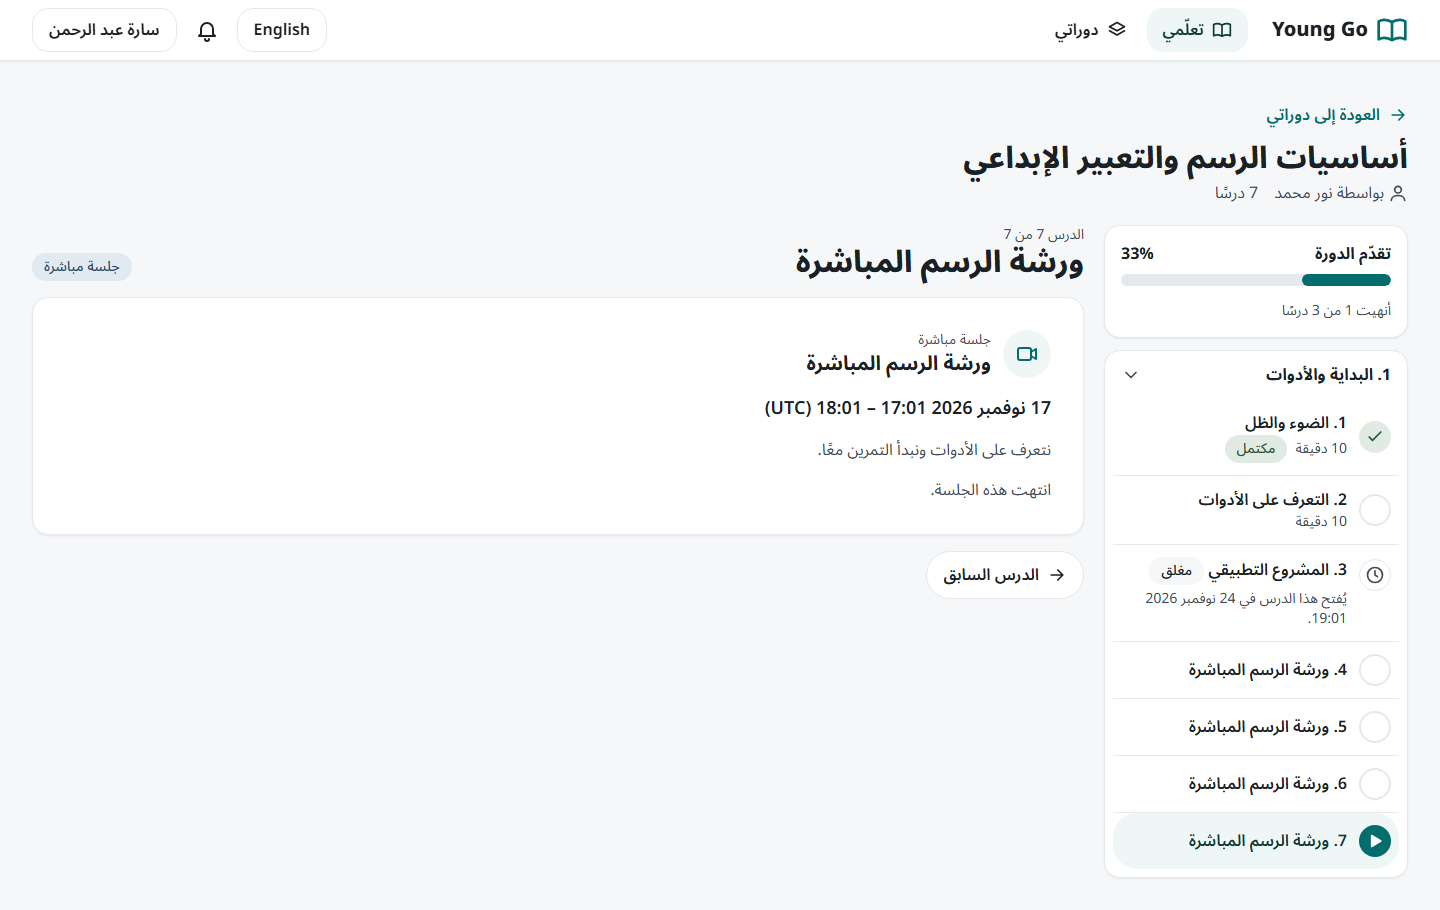 Young Go
تعلّمي
دوراتي
English
سارة عبد الرحمن
العودة إلى دوراتي
أساسيات الرسم والتعبير الإبداعي
بواسطة نور محمد
7 درسًا
تقدّم الدورة
33%
أنهيت 1 من 3 درسًا
1. البداية والأدوات
1. الضوء والظل
10 دقيقة
مكتمل
2. التعرف على الأدوات
10 دقيقة
3. المشروع التطبيقي
مغلق
يُفتح هذا الدرس في 24 نوفمبر 2026
19:01.
4. ورشة الرسم المباشرة
5. ورشة الرسم المباشرة
6. ورشة الرسم المباشرة
7. ورشة الرسم المباشرة
الدرس 7 من 7
ورشة الرسم المباشرة
جلسة مباشرة
جلسة مباشرة
ورشة الرسم المباشرة
17 نوفمبر 2026 17:01 – 18:01 (UTC)
نتعرف على الأدوات ونبدأ التمرين معًا.
انتهت هذه الجلسة.
الدرس السابق